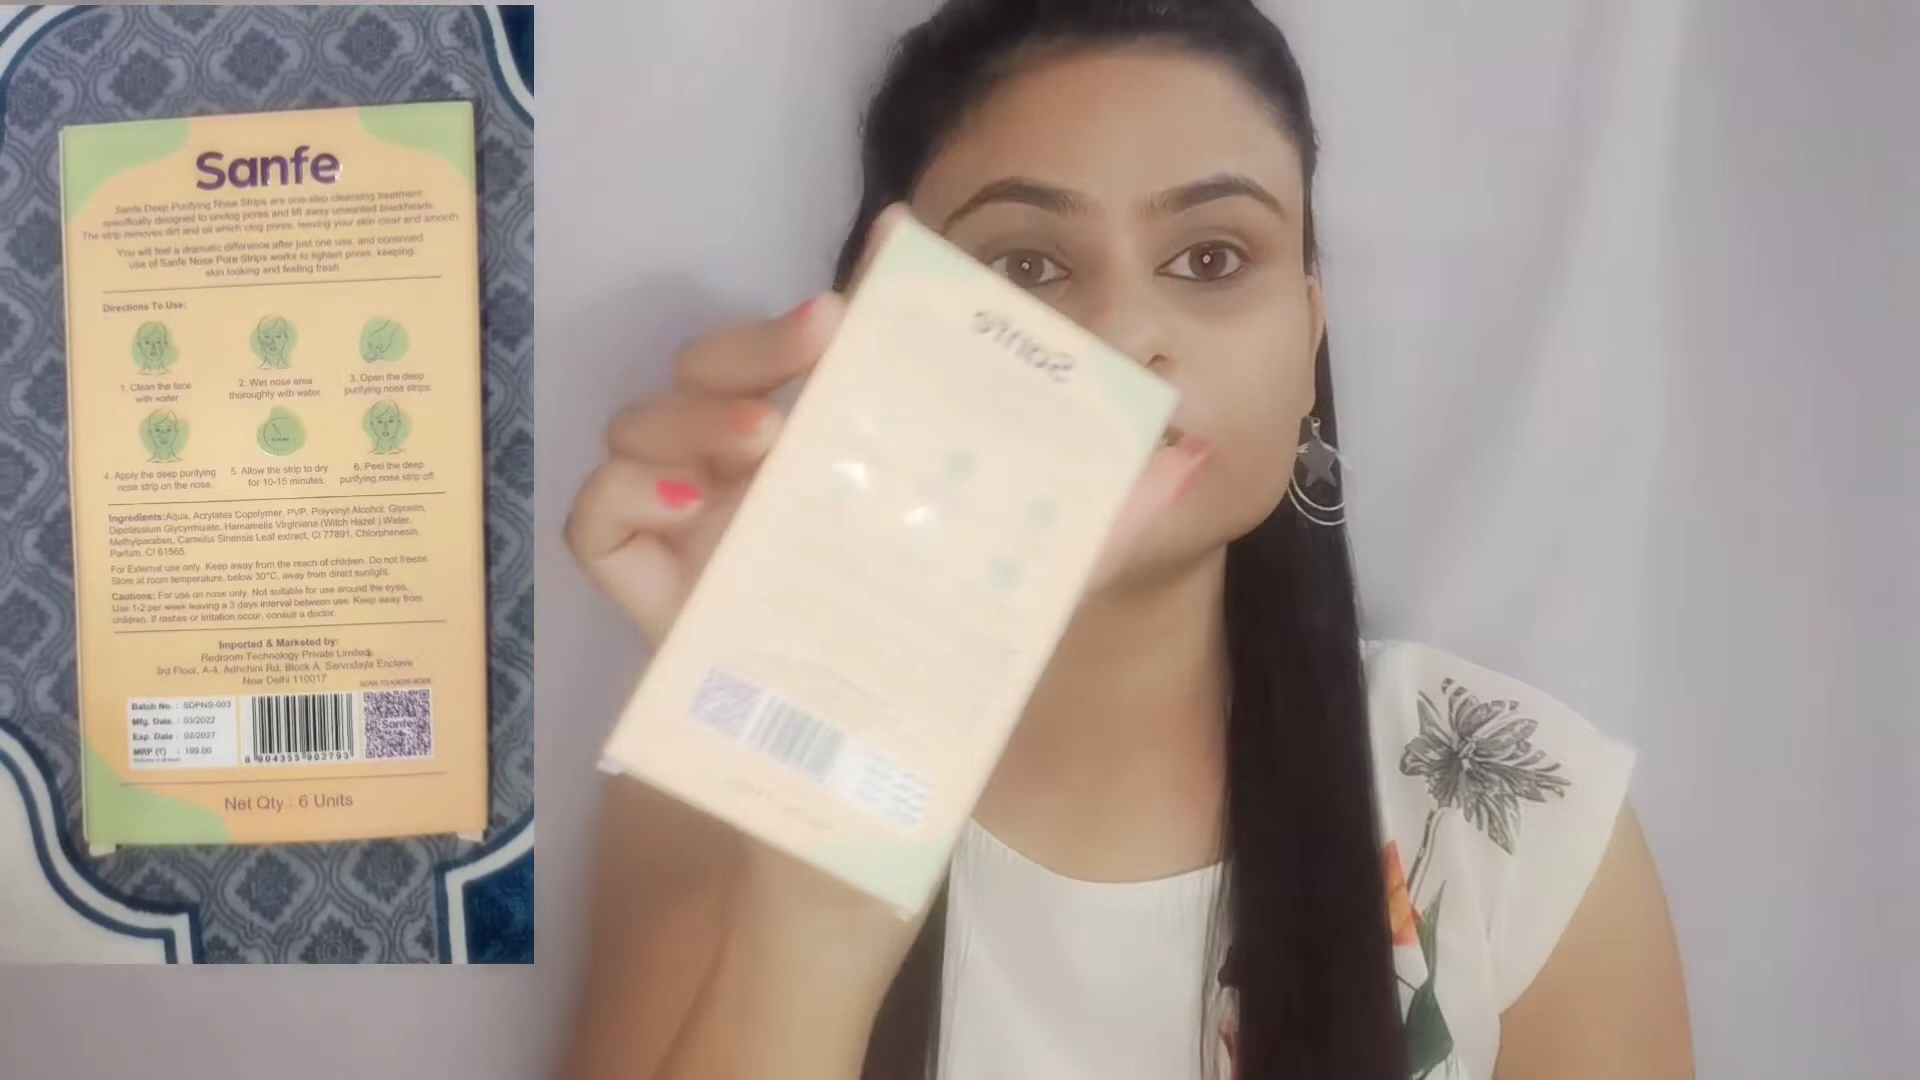 Sanfe
Sanfe Deep Purifying Nose Strips are one-step cleansing treatment
specifically designed to unclog pores and lift away unwanted blackheads.
The strip removes dirt and oil which clog pores, leaving your skin clear and smooth.
You will feel a dramatic difference after just one use, and continued
use of Sanfe Nose Pore Strips works to tighten pores, keeping
skin looking and feeling fresh.
Directions To Use:
1. Clean the face
with water
2. Wet nose area
thoroughly with water
3. Open the deep
purifying nose strips.
4. Apply the deep purifying
nose strip on the nose.
5. Allow the strip to dry
for 10-15 minutes.
6. Peel the deep
purifying nose strip off
Ingredients:Aqua, Acrylates Copolymer, PVP, Polyvinyl Alcohol, Glycerin,
Dipotassium Glycyrrhizate, Hamamelis Virginiana (Witch Hazel ) Water,
Methylparaben, Camellia Sinensis Leaf extract, CI 77891, Chlorphenesin,
Parfum, CI 61565.
For External use only. Keep away from the reach of children. Do not freeze.
Store at room temperature, below 30°C, away from direct sunlight.
Cautions: For use on nose only. Not suitable for use around the eyes.
Use 1-2 per week leaving a 3 days interval between use. Keep away from
children. If rashes or irritation occur, consult a doctor.
Imported & Marketed by:
Redroom Technology Private Limited,
3rd Floor, A-4, Adhchini Rd, Block A, Sarvodaya Enclave
New Delhi 110017
SCAN TO KNOW MORE
Batch No. : SDPNS-003
Mfg. Date. : 03/2022
Exp. Date : 02/2027
MRP (₹) : 199.00
8 904355 902793
Sanfe
Net Qty : 6 Units
Sanfe